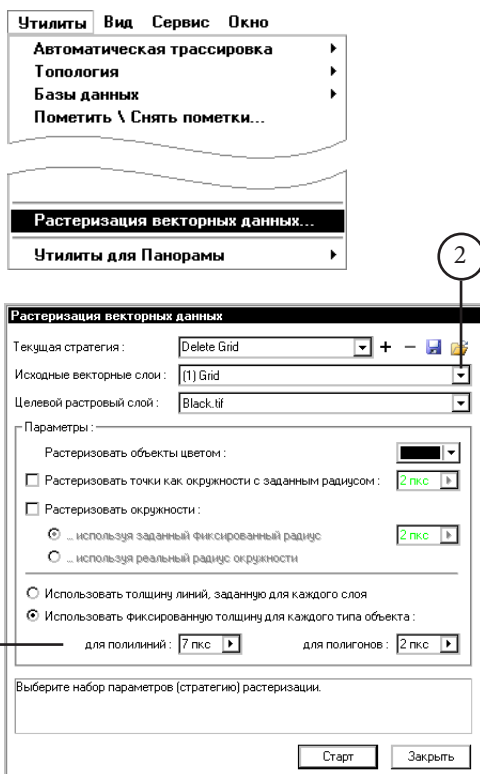 Утилиты Вид Сервис Окно
Автоматическая трассировка
Топология
Базы данных
Пометить \ Снять пометки...
Растеризация векторных данных...
Утилиты для Панорамы
2
Растеризация векторных данных
Текущая стратегия : Delete Grid
Исходные векторные слои : (1) Grid
Целевой растровый слой : Black.tif
Параметры :
Растеризовать объекты цветом :
Растеризовать точки как окружности с заданным радиусом : 2 пкс
Растеризовать окружности :
... используя заданный фиксированный радиус 2 пкс
... используя реальный радиус окружности
Использовать толщину линий, заданную для каждого слоя
Использовать фиксированную толщину для каждого типа объекта :
для полилиний : 7 пкс для полигонов : 2 пкс
Выберите набор параметров (стратегию) растеризации.
Старт Закрыть